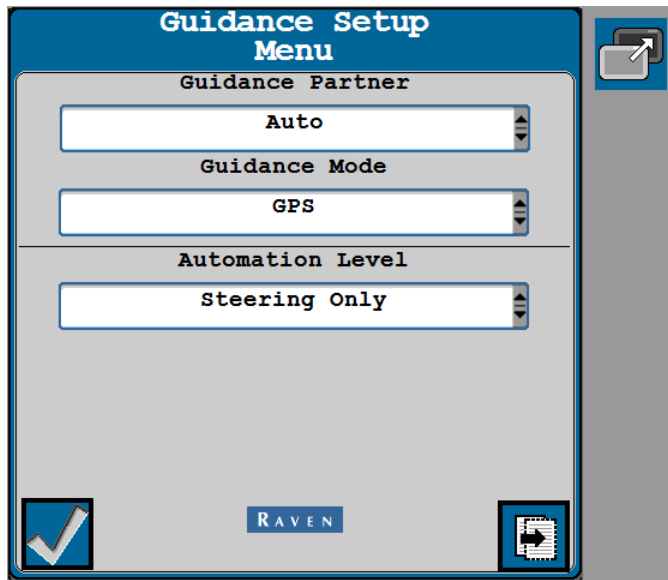 Guidance Setup
Menu
Guidance Partner
Auto
Guidance Mode
GPS
Automation Level
Steering Only
RAVEN